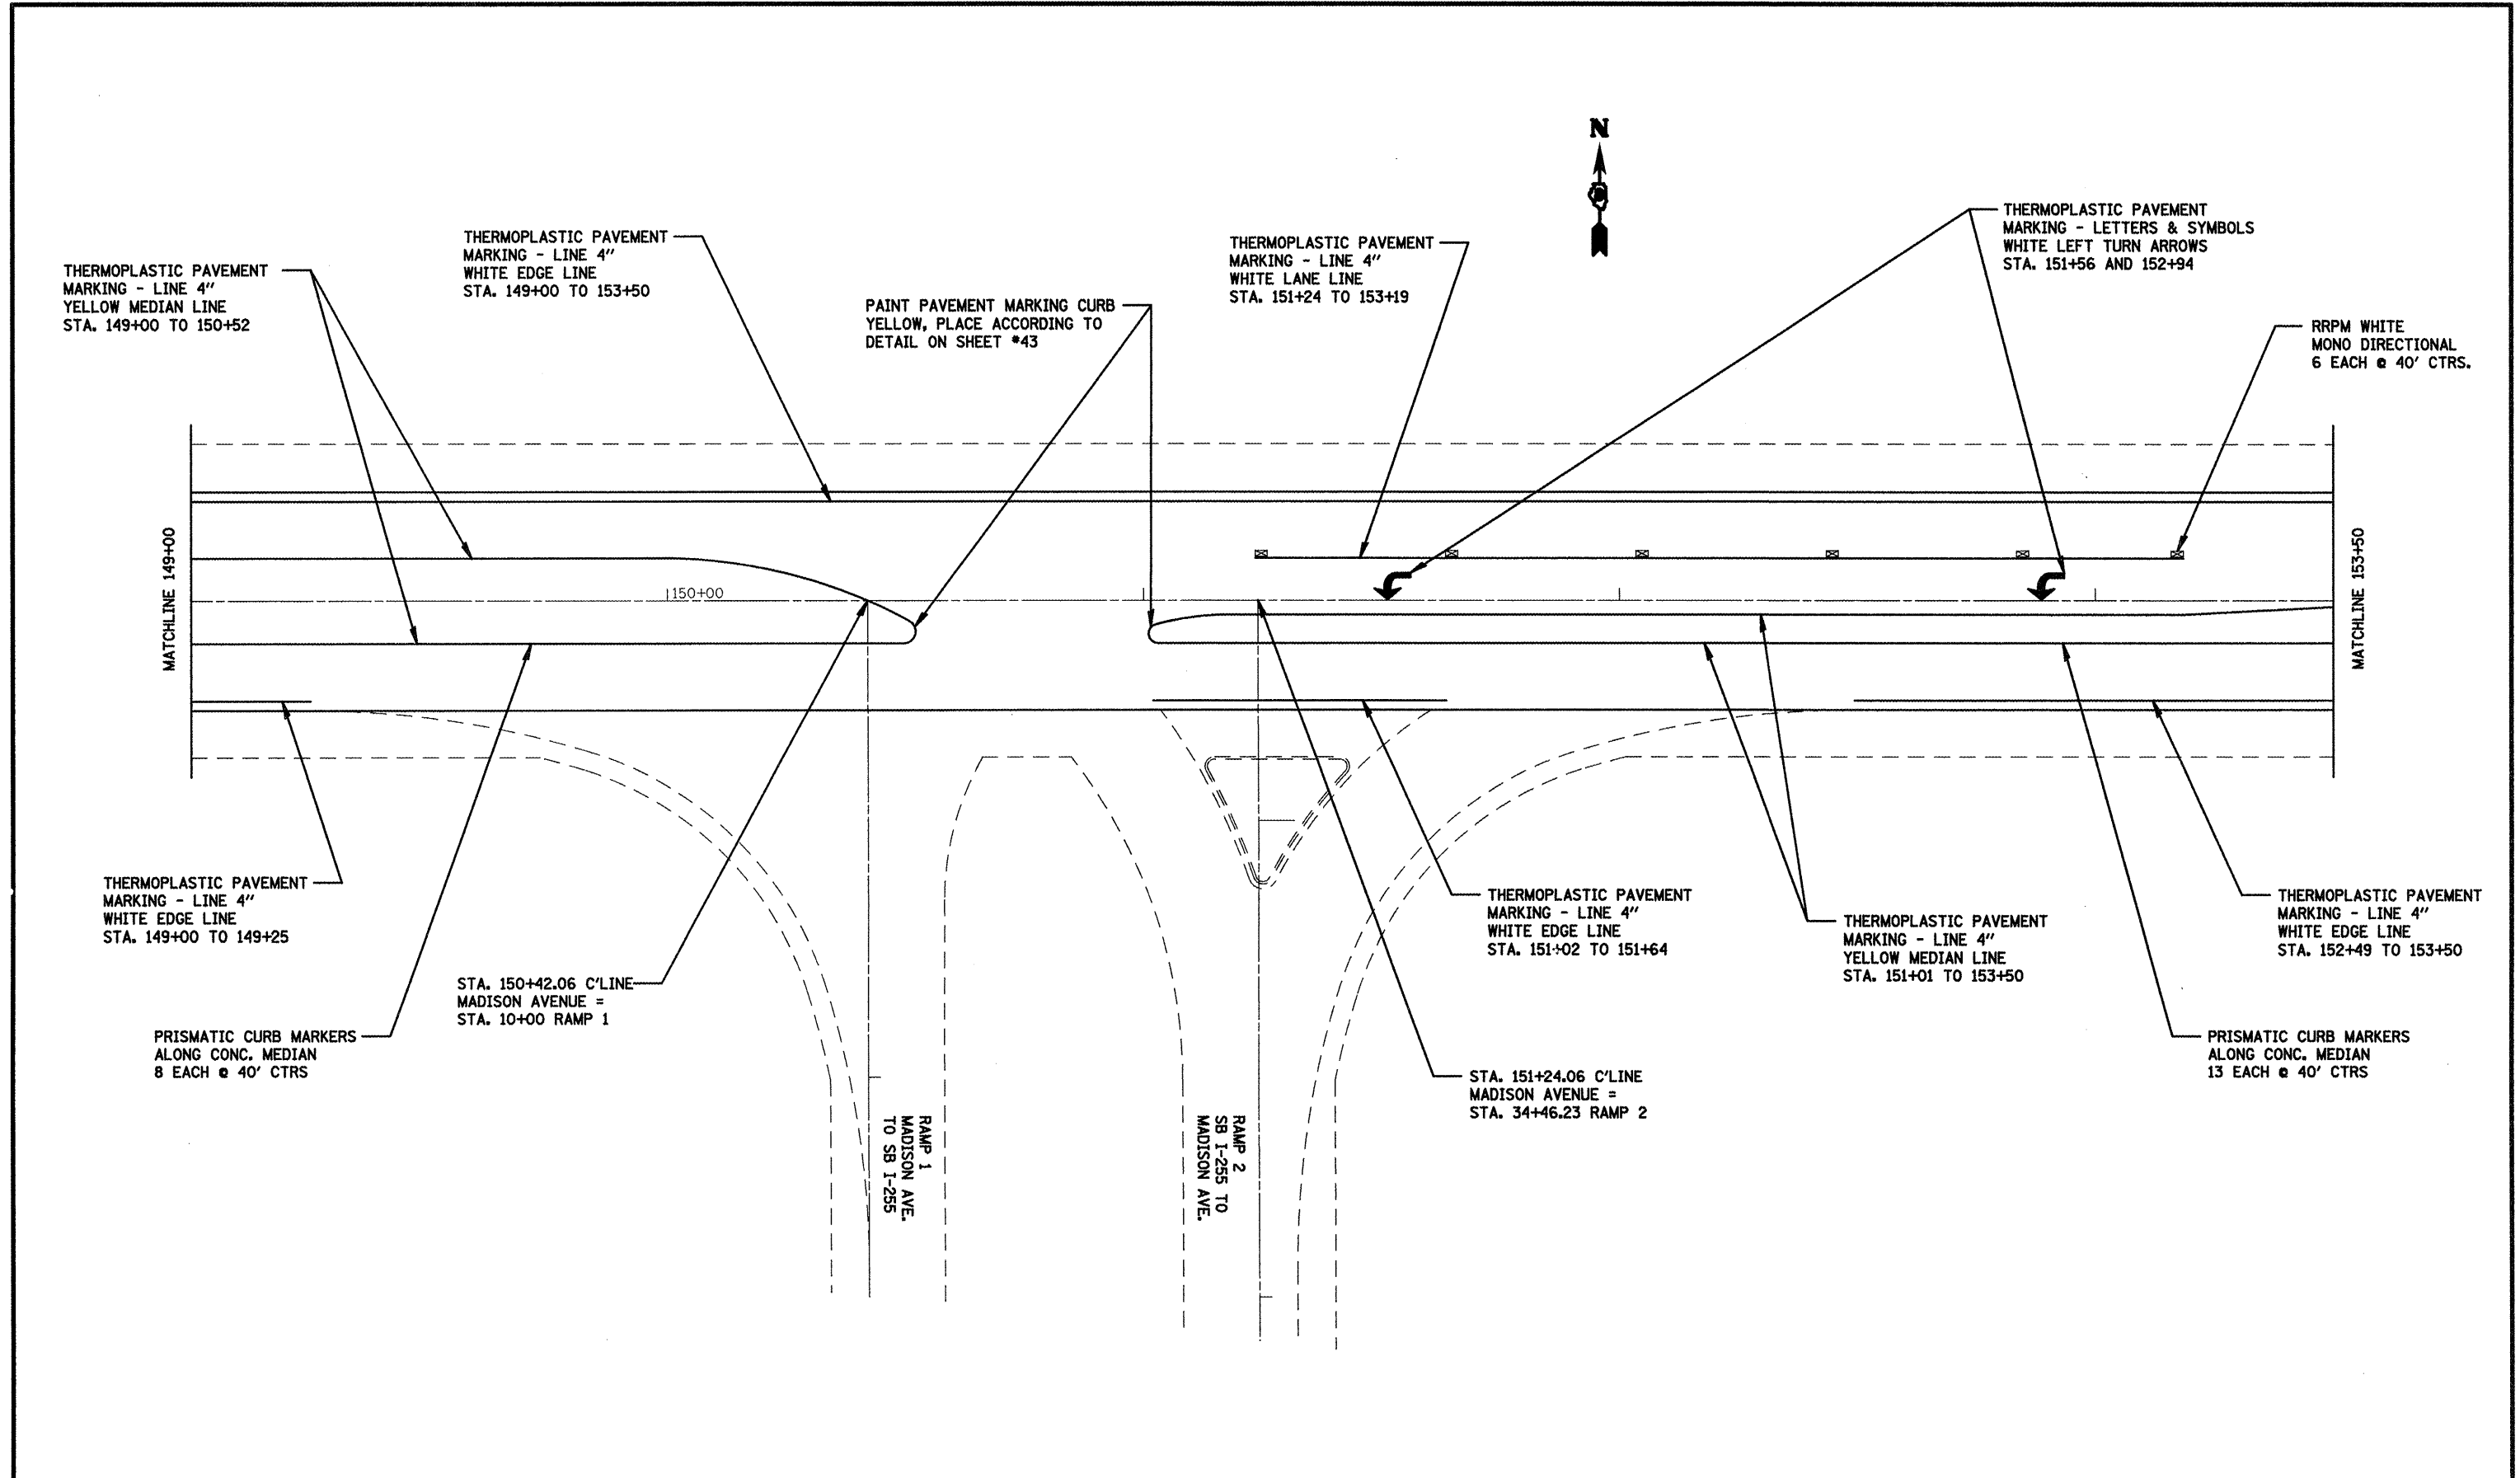 N
THERMOPLASTIC PAVEMENT
MARKING - LINE 4"
YELLOW MEDIAN LINE
STA. 149+00 TO 150+52
THERMOPLASTIC PAVEMENT
MARKING - LINE 4"
WHITE EDGE LINE
STA. 149+00 TO 153+50
PAINT PAVEMENT MARKING CURB
YELLOW, PLACE ACCORDING TO
DETAIL ON SHEET #43
THERMOPLASTIC PAVEMENT
MARKING - LINE 4"
WHITE LANE LINE
STA. 151+24 TO 153+19
THERMOPLASTIC PAVEMENT
MARKING - LETTERS & SYMBOLS
WHITE LEFT TURN ARROWS
STA. 151+56 AND 152+94
RRPM WHITE
MONO DIRECTIONAL
6 EACH @ 40' CTRS.
MATCHLINE 149+00
150+00
MATCHLINE 153+50
THERMOPLASTIC PAVEMENT
MARKING - LINE 4"
WHITE EDGE LINE
STA. 149+00 TO 149+25
STA. 150+42.06 C'LINE
MADISON AVENUE =
STA. 10+00 RAMP 1
PRISMATIC CURB MARKERS
ALONG CONC. MEDIAN
8 EACH @ 40' CTRS
THERMOPLASTIC PAVEMENT
MARKING - LINE 4"
WHITE EDGE LINE
STA. 151+02 TO 151+64
THERMOPLASTIC PAVEMENT
MARKING - LINE 4"
YELLOW MEDIAN LINE
STA. 151+01 TO 153+50
THERMOPLASTIC PAVEMENT
MARKING - LINE 4"
WHITE EDGE LINE
STA. 152+49 TO 153+50
STA. 151+24.06 C'LINE
MADISON AVENUE =
STA. 34+46.23 RAMP 2
PRISMATIC CURB MARKERS
ALONG CONC. MEDIAN
13 EACH @ 40' CTRS
RAMP 1
MADISON AVE.
TO SB I-255
RAMP 2
SB I-255 TO
MADISON AVE.